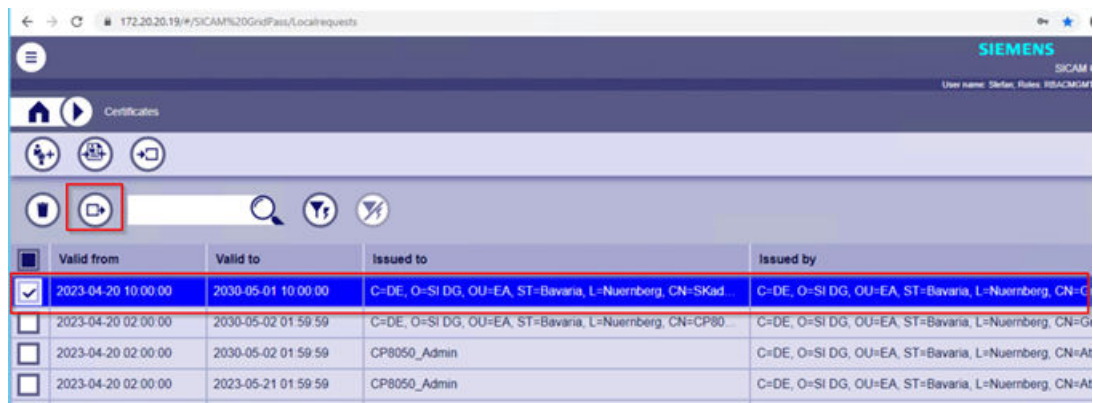 172.20.20.19/#/SICAM%20GridPass/Localrequests
SIEMENS
SICAM
User name: Stefan, Roles: RBACMGMT
Certificates
Valid from Valid to Issued to Issued by
2023-04-20 10:00:00 2030-05-01 10:00:00 C=DE, O=SI DG, OU=EA, ST=Bavaria, L=Nuernberg, CN=SKad... C=DE, O=SI DG, OU=EA, ST=Bavaria, L=Nuernberg, CN=G
2023-04-20 02:00:00 2030-05-02 01:59:59 C=DE, O=SI DG, OU=EA, ST=Bavaria, L=Nuernberg, CN=CP80... C=DE, O=SI DG, OU=EA, ST=Bavaria, L=Nuernberg, CN=Gr
2023-04-20 02:00:00 2030-05-02 01:59:59 CP8050_Admin C=DE, O=SI DG, OU=EA, ST=Bavaria, L=Nuernberg, CN=At
2023-04-20 02:00:00 2023-05-21 01:59:59 CP8050_Admin C=DE, O=SI DG, OU=EA, ST=Bavaria, L=Nuernberg, CN=At